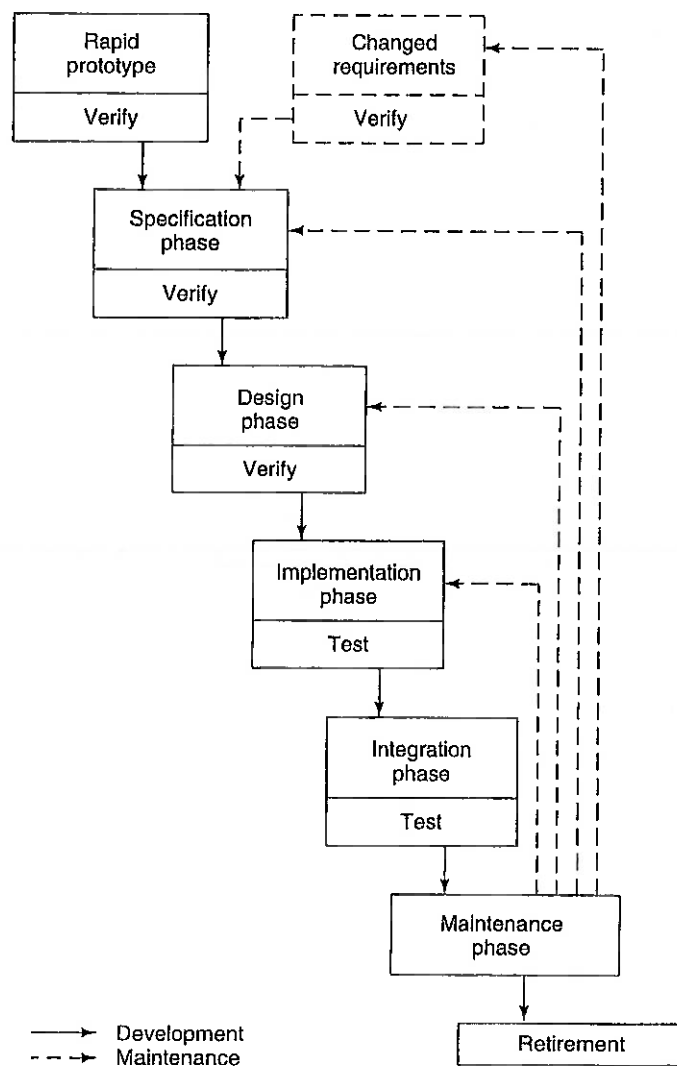 Rapid
prototype
Verify
Changed
requirements
Verify
Specification
phase
Verify
Design
phase
Verify
Implementation
phase
Test
Integration
phase
Test
Maintenance
phase
Development
Maintenance
Retirement